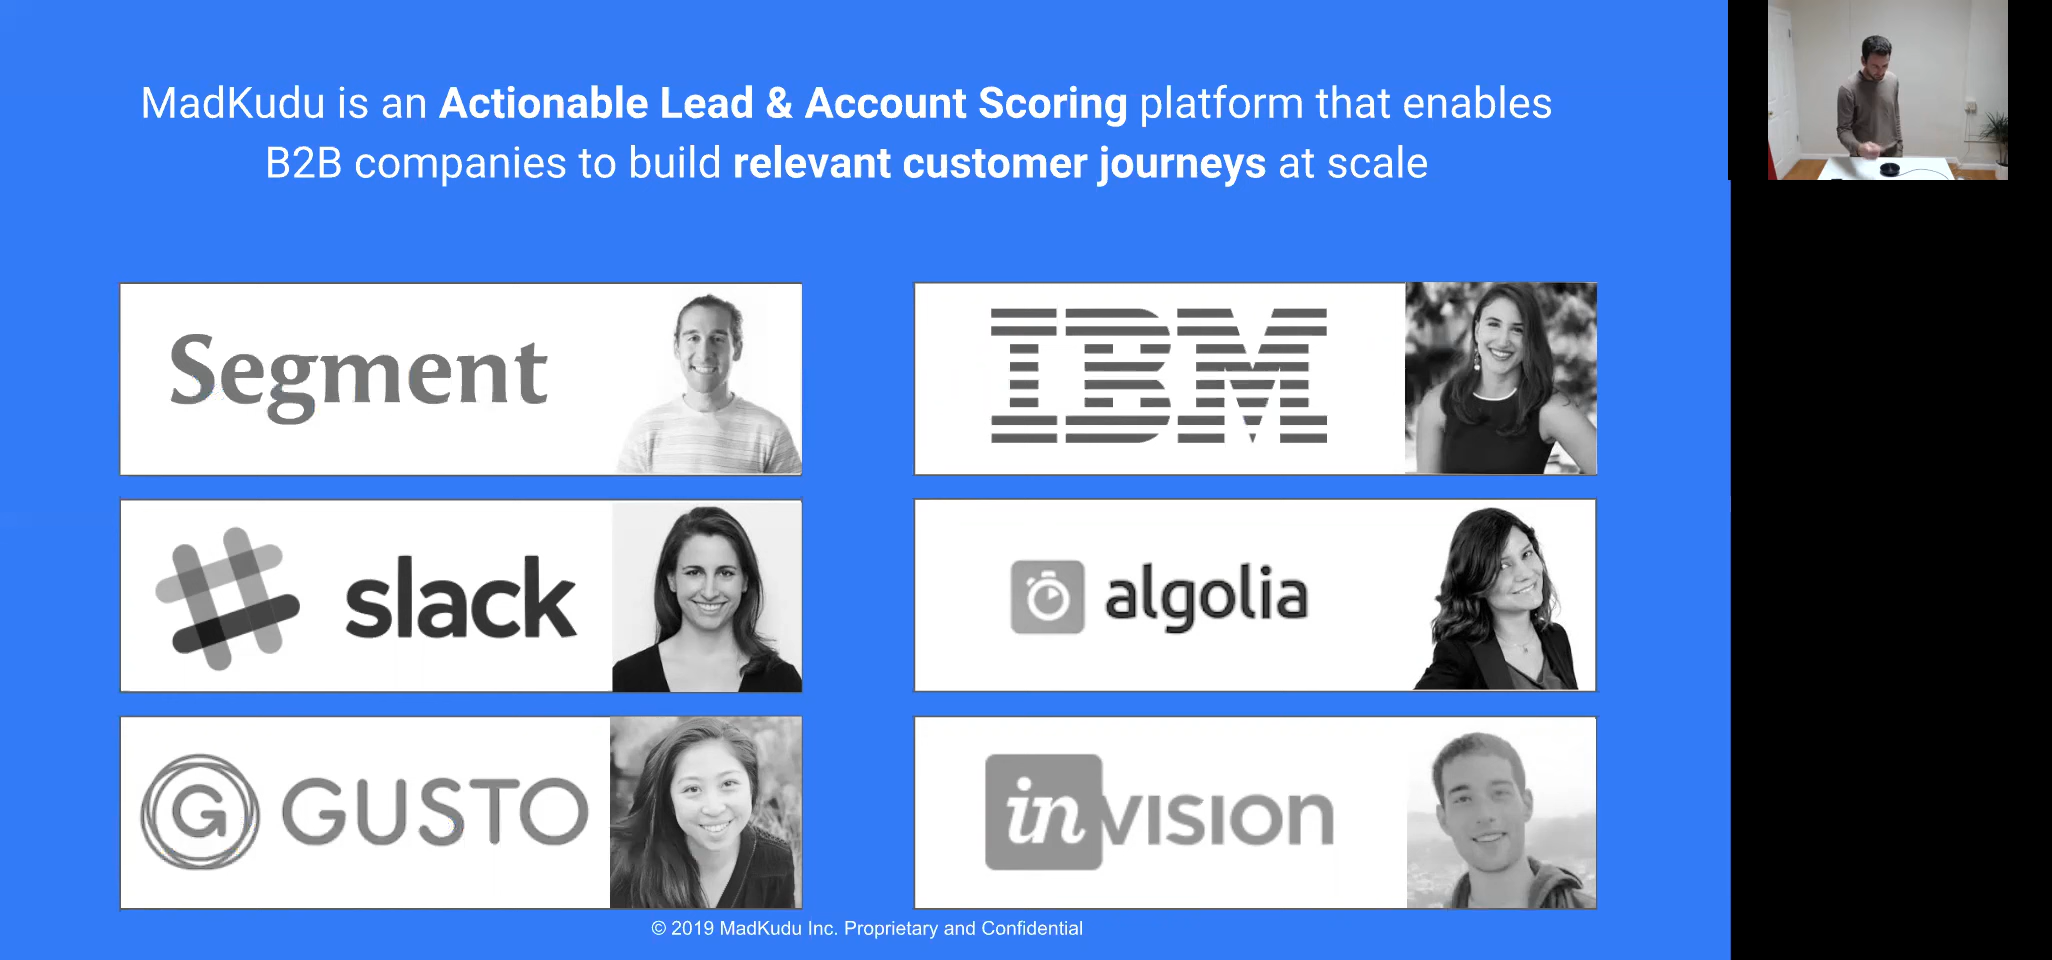 MadKudu is an Actionable Lead & Account Scoring platform that enables
B2B companies to build relevant customer journeys at scale
Segment
IBM
slack
algolia
G GUSTO
inVISION
© 2019 MadKudu Inc. Proprietary and Confidential